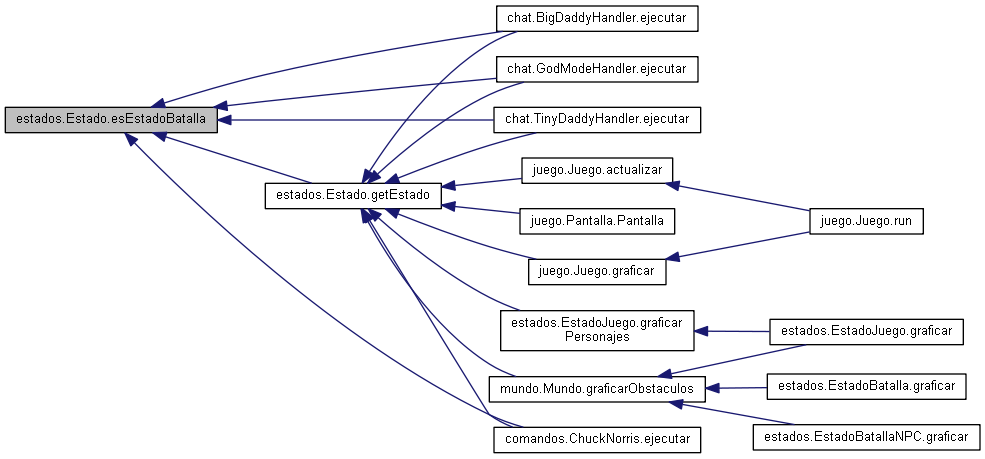 chat.BigDaddyHandler.ejecutar
chat.GodModeHandler.ejecutar
estados.Estado.esEstadoBatalla
chat.TinyDaddyHandler.ejecutar
juego.Juego.actualizar
estados.Estado.getEstado
juego.Pantalla.Pantalla
juego.Juego.run
juego.Juego.graficar
estados.EstadoJuego.graficar
Personajes
estados.EstadoJuego.graficar
mundo.Mundo.graficarObstaculos
estados.EstadoBatalla.graficar
comandos.ChuckNorris.ejecutar
estados.EstadoBatallaNPC.graficar